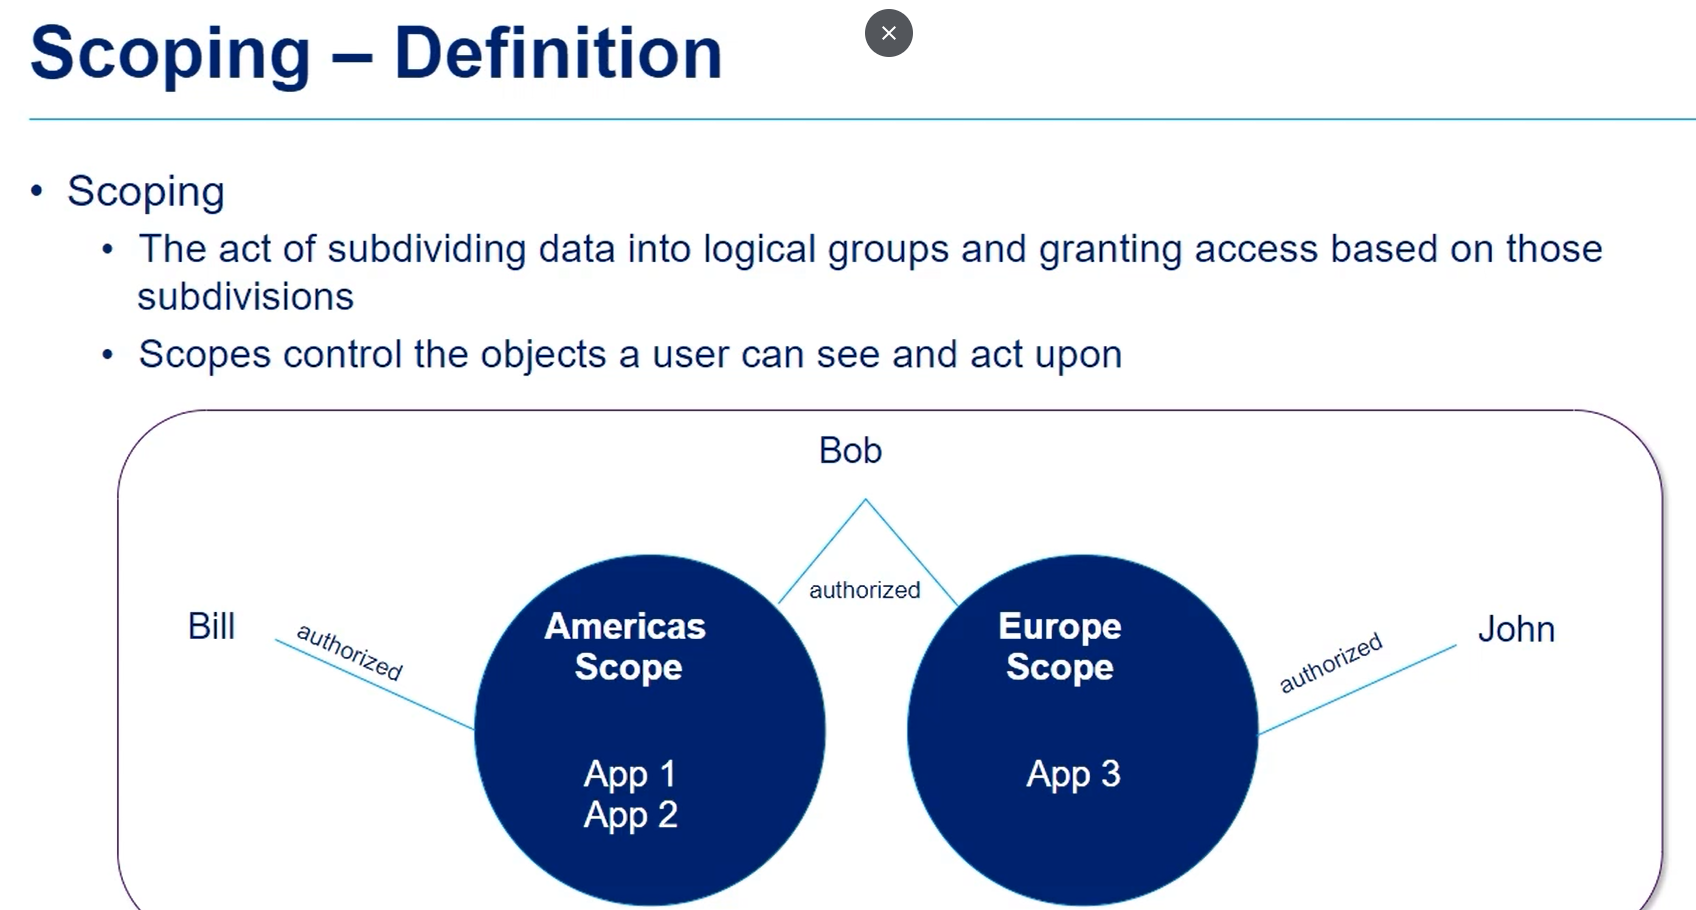 Scoping – Definition
• Scoping
• The act of subdividing data into logical groups and granting access based on those
subdivisions
• Scopes control the objects a user can see and act upon
Bob
authorized
Bill
authorized
Americas
Scope
App 1
App 2
Europe
Scope
App 3
authorized
John